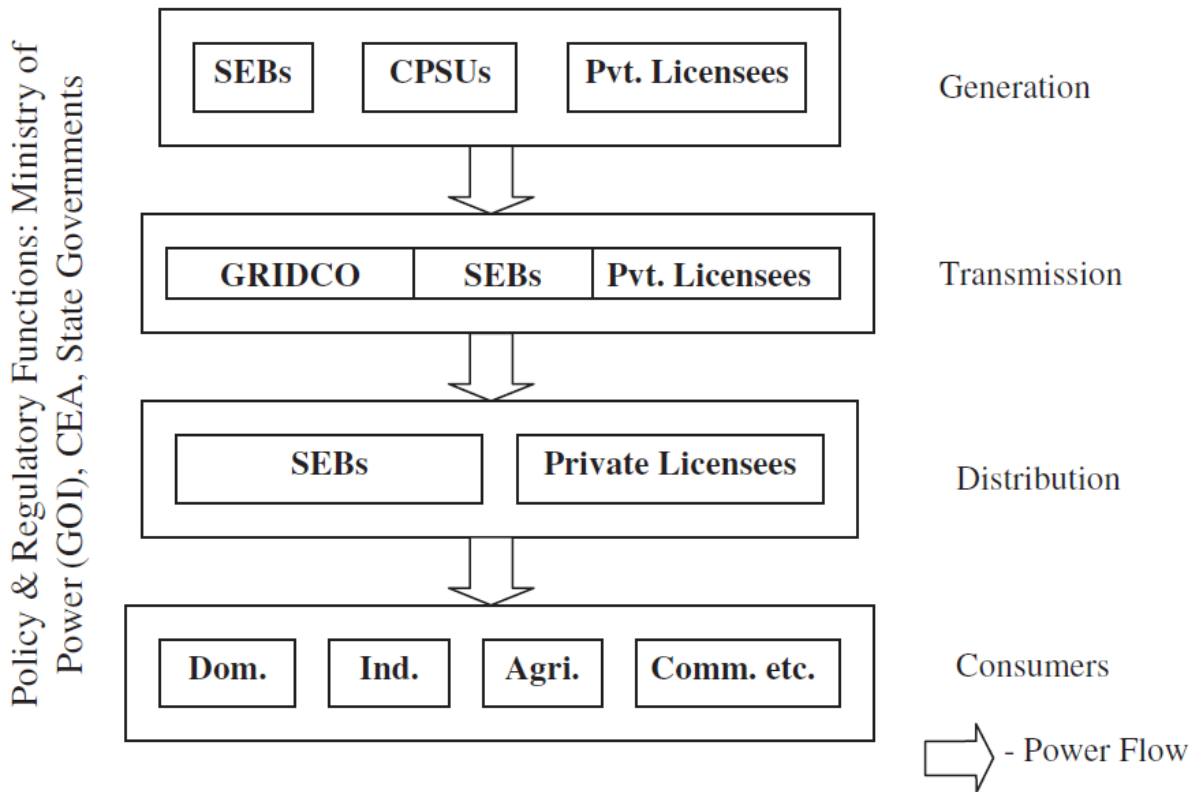 Policy & Regulatory Functions: Ministry of
Power (GOI), CEA, State Governments
SEBs CPSUs Pvt. Licensees Generation
GRIDCO SEBs Pvt. Licensees Transmission
SEBs Private Licensees Distribution
Dom. Ind. Agri. Comm. etc. Consumers
- Power Flow